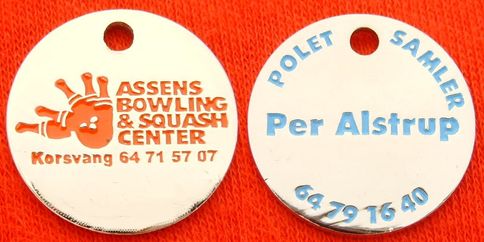 ASSENS
BOWLING
& SQUASH
CENTER
Korsvang 64 71 57 07
POLET SAMLER
Per Alstrup
64 79 16 40